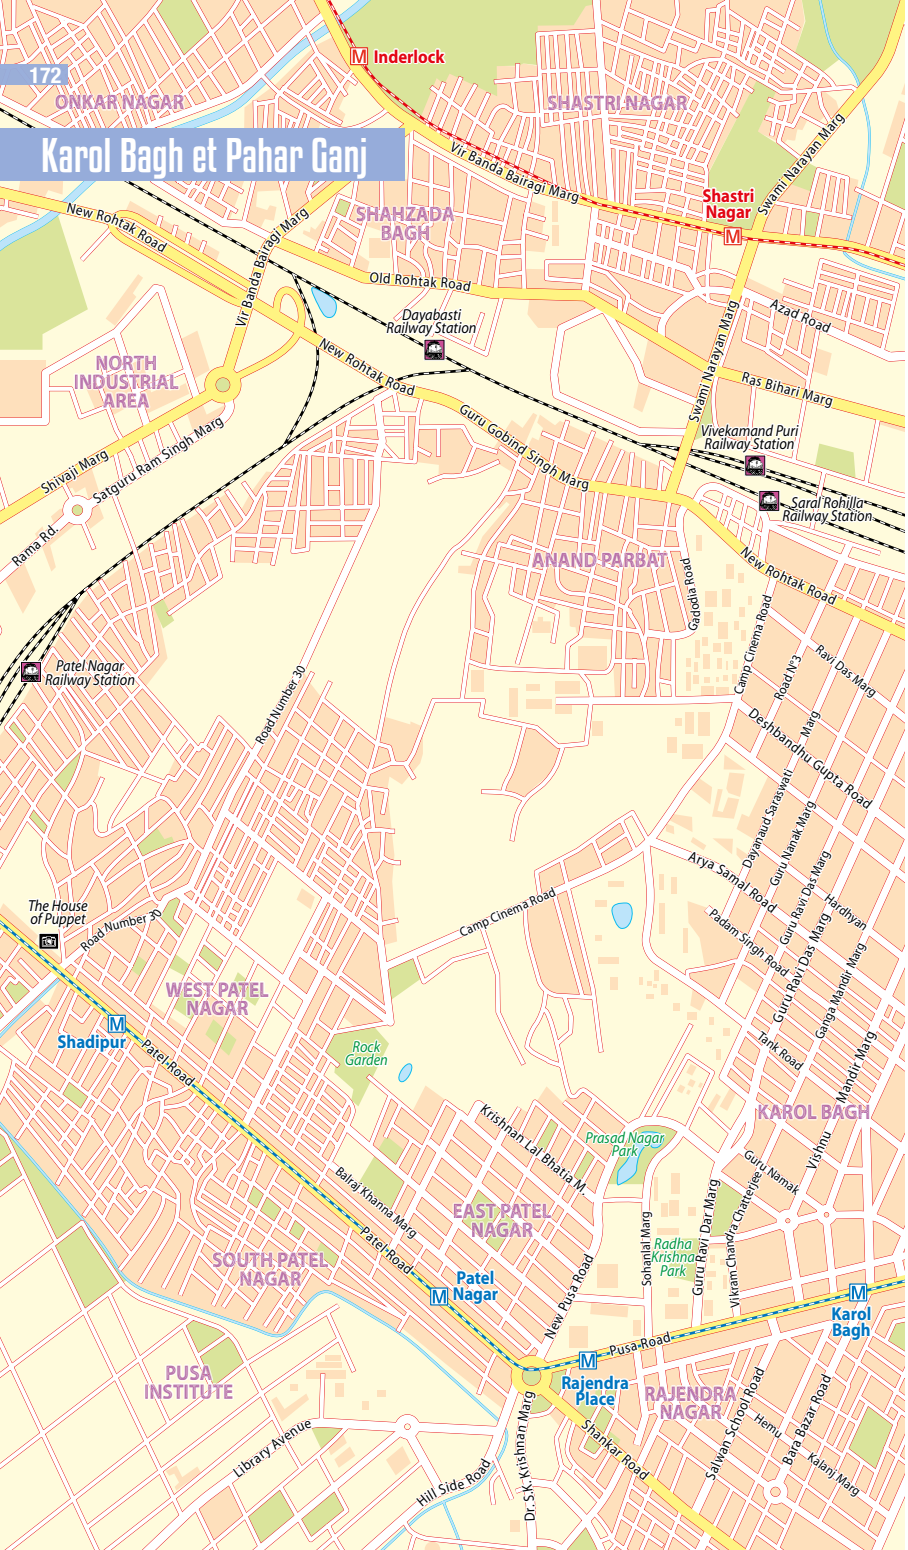 Inderlock
172
ONKAR NAGAR
SHASTRI NAGAR
Karol Bagh et Pahar Ganj
Vir Banda Bairagi Marg
Swami Narayan Marg
Shastri
Nagar
New Rohtak Road
Vir Banda Bairagi Marg
SHAHZADA
BAGH
Old Rohtak Road
Azad Road
Dayabasti
Railway Station
New Rohtak Road
Swami Narayan Marg
NORTH
INDUSTRIAL
AREA
Ras Bihari Marg
Guru Gobind Singh Marg
Vivekamand Puri
Railway Station
Shivaji Marg
Satguru Ram Singh Marg
Saral Rohilla
Railway Station
Rama Rd.
ANAND PARBAT
Gadodia Road
New Rohtak Road
Camp Cinema Road
Road N°3
Ravi Das Marg
Patel Nagar
Railway Station
Road Number 30
Deshbandhu Gupta Road
Marg
Dayanaud Saraswati
Guru Nanak Marg
Arya Samal Road
Guru Ravi Das Marg
Hardhyan
The House
of Puppet
Road Number 30
Camp Cinema Road
Padam Singh Road
Guru Ravi Das Marg
Ganga Mandir Marg
WEST PATEL
NAGAR
Shadipur
Patel Road
Rock
Garden
Tank Road
Mandir Marg
Vishnu
KAROL BAGH
Krishnan Lal Bhatia M.
Prasad Nagar
Park
Guru Namak
Balraj Khanna Marg
EAST PATEL
NAGAR
Patel Road
Sohanlal Marg
Guru Ravi Dar Marg
Vikram Chandra Chatterjee
Radha
Krishna
Park
SOUTH PATEL
NAGAR
Patel
Nagar
New Pusa Road
Karol
Bagh
Pusa Road
PUSA
INSTITUTE
Rajendra
Place
RAJENDRA
NAGAR
Salwan School Road
Bara Bazar Road
Hemu
Kalanj Marg
Library Avenue
Hill Side Road
Dr. S.K. Krishnan Marg
Shankar Road